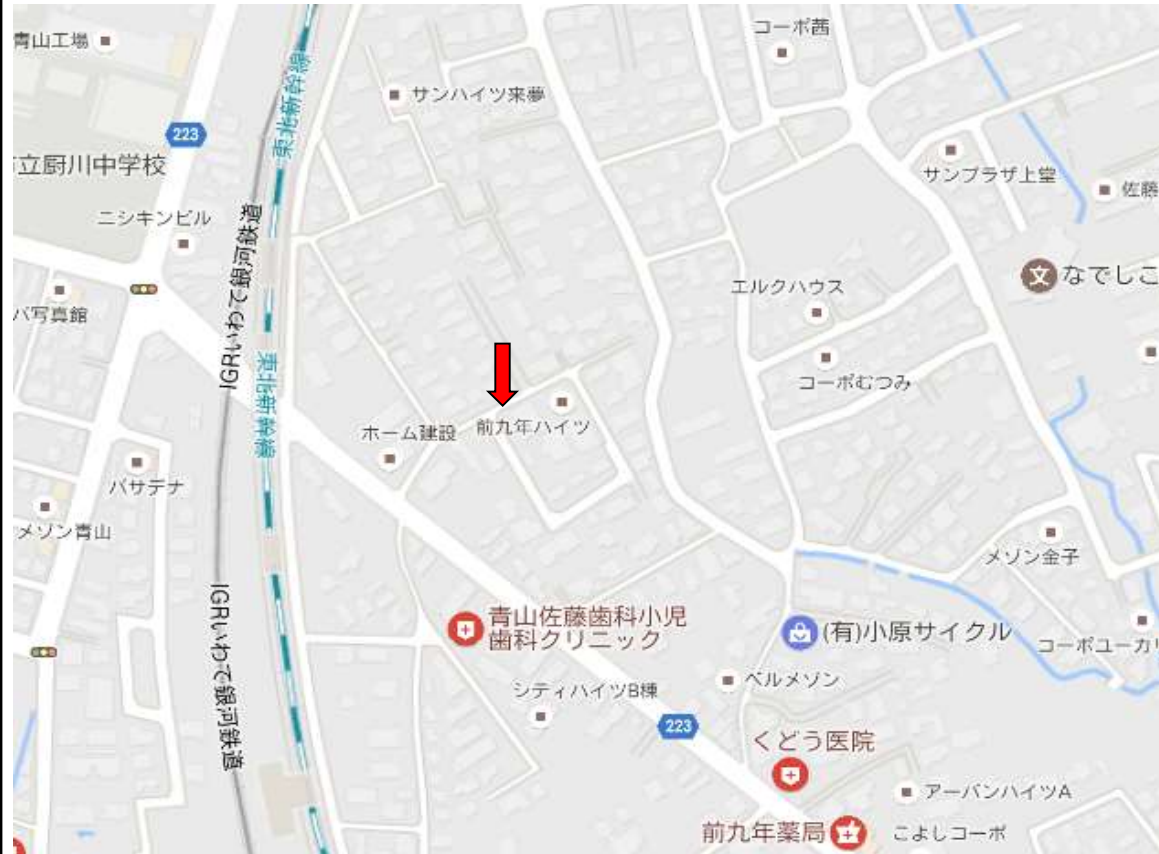 コーポ茜
青山工場
サンハイツ来夢
東北新幹線
223
立厨川中学校
サンプラザ上堂
佐藤
ニシキンビル
IGRいわて銀河鉄道
なでしこ
エルクハウス
バ写真館
東北新幹線
コーポむつみ
ホーム建設
前九年ハイツ
パサデナ
メゾン青山
メゾン金子
IGRいわて銀河鉄道
青山佐藤歯科小児
歯科クリニック
(有)小原サイクル
コーポユーカリ
シティハイツB棟
ベルメゾン
223
くどう医院
アーバンハイツA
前九年薬局
こよしコーポ